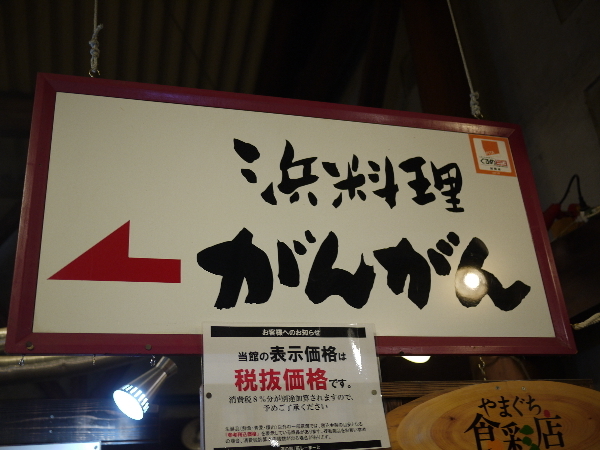 浜料理
がんがん
お客様へのお知らせ
当館の表示価格は
税抜価格です。
消費税8%分が別途加算されますので、
予めご了承ください
やまぐち
食彩店